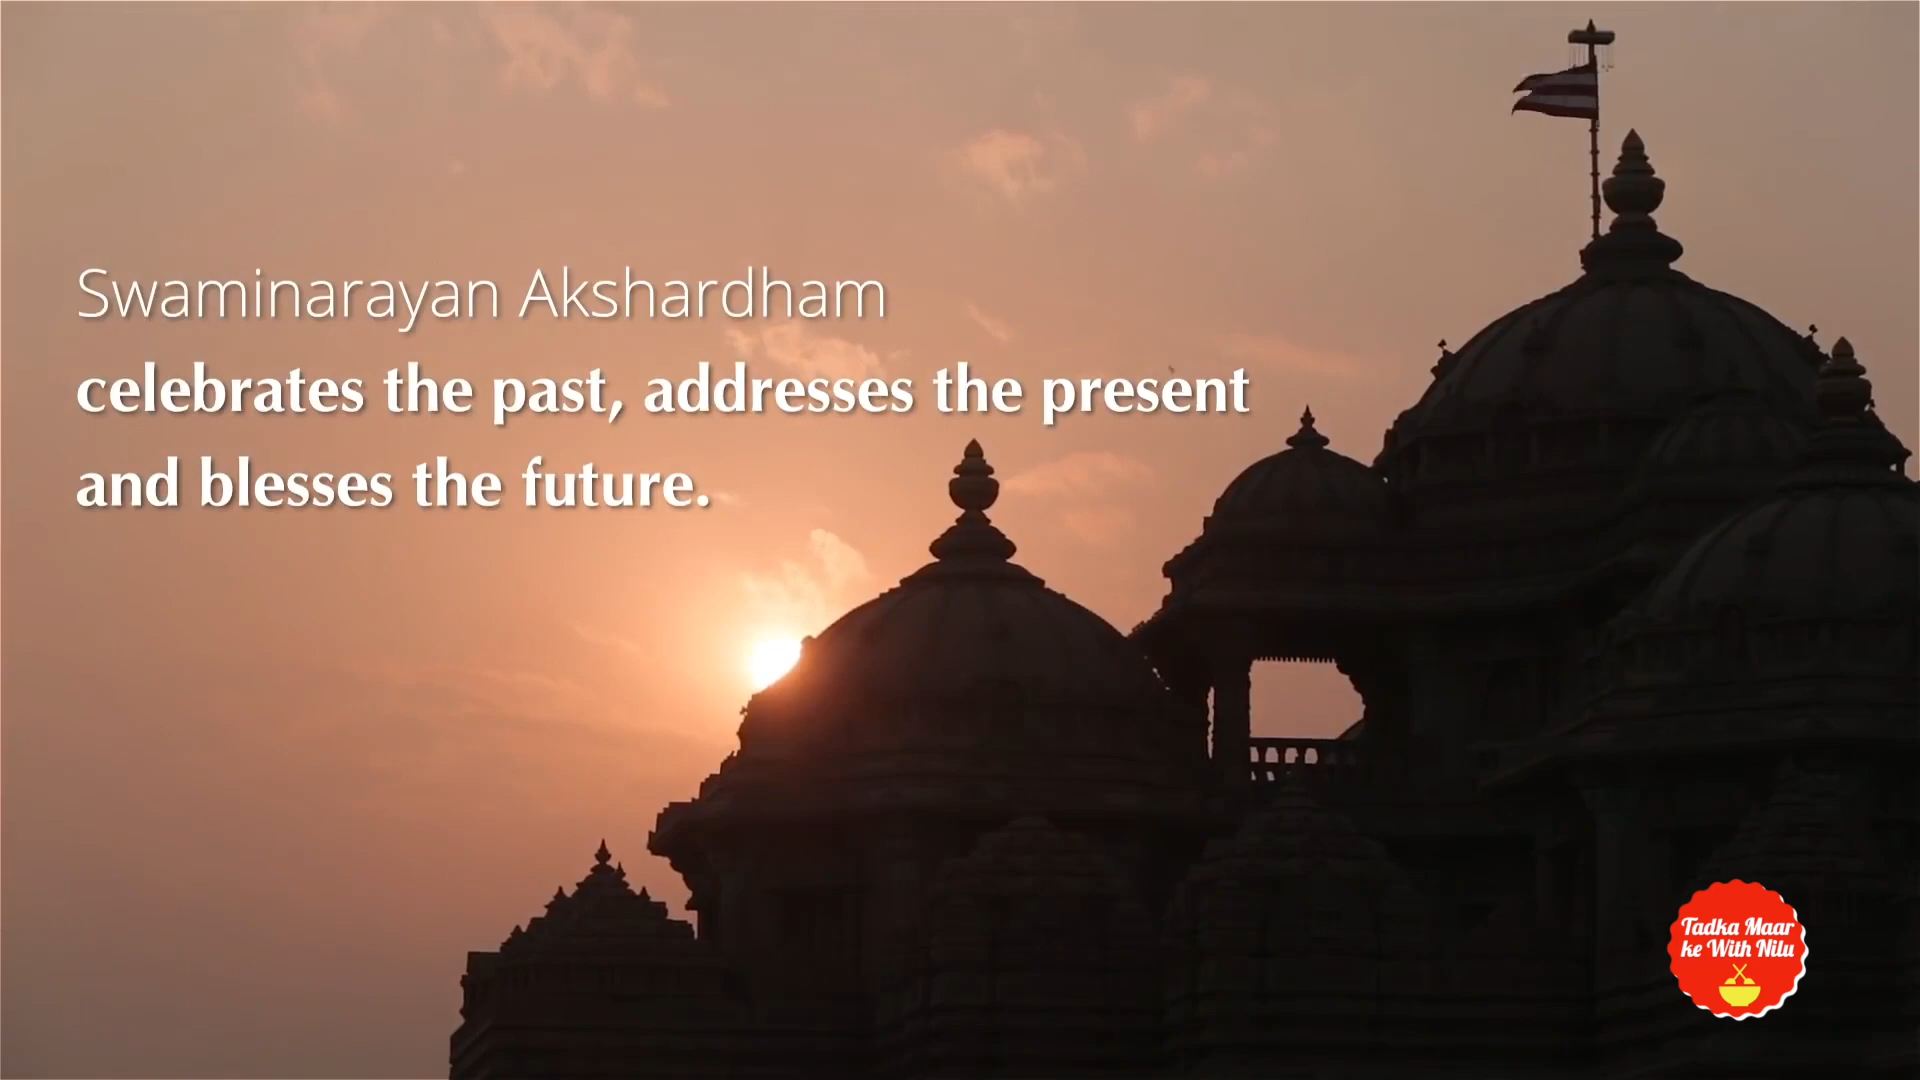 Swaminarayan Akshardham
celebrates the past, addresses the present
and blesses the future.
Tadka Maar
ke With Nilu